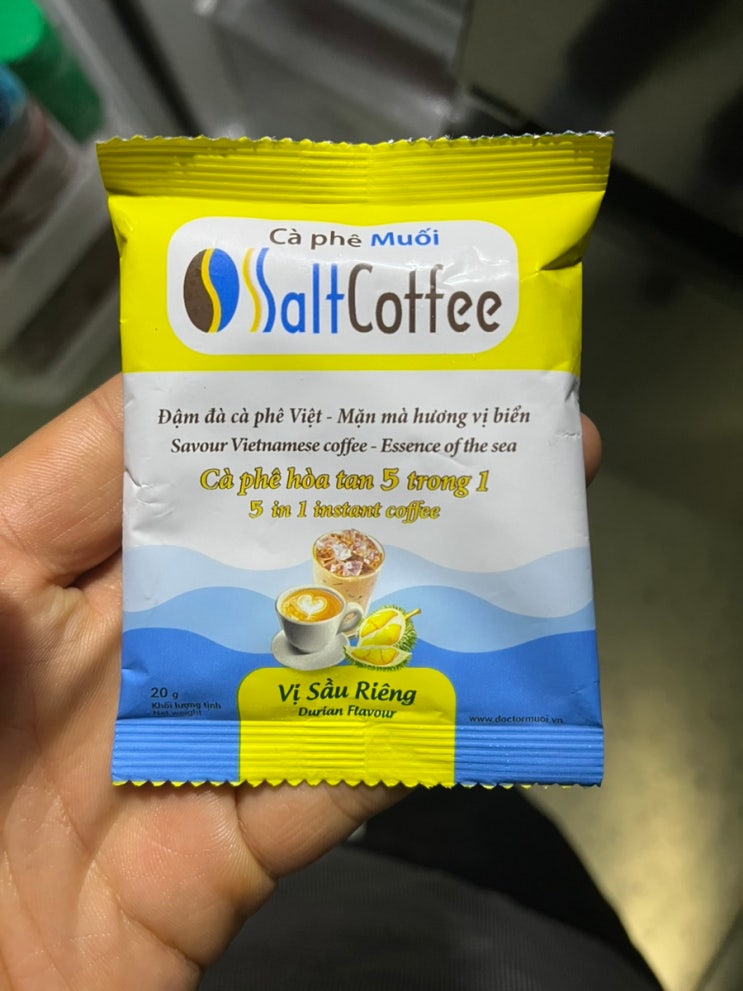 Cà phê Muối
SaltCoffee
Đậm đà cà phê Việt - Mặn mà hương vị biển
Savour Vietnamese coffee - Essence of the sea
Cà phê hòa tan 5 trong 1
5 in 1 instant coffee
Vị Sầu Riêng
Durian Flavour
20 g
Khối lượng tịnh
Net weight
www.doctormuoi.vn